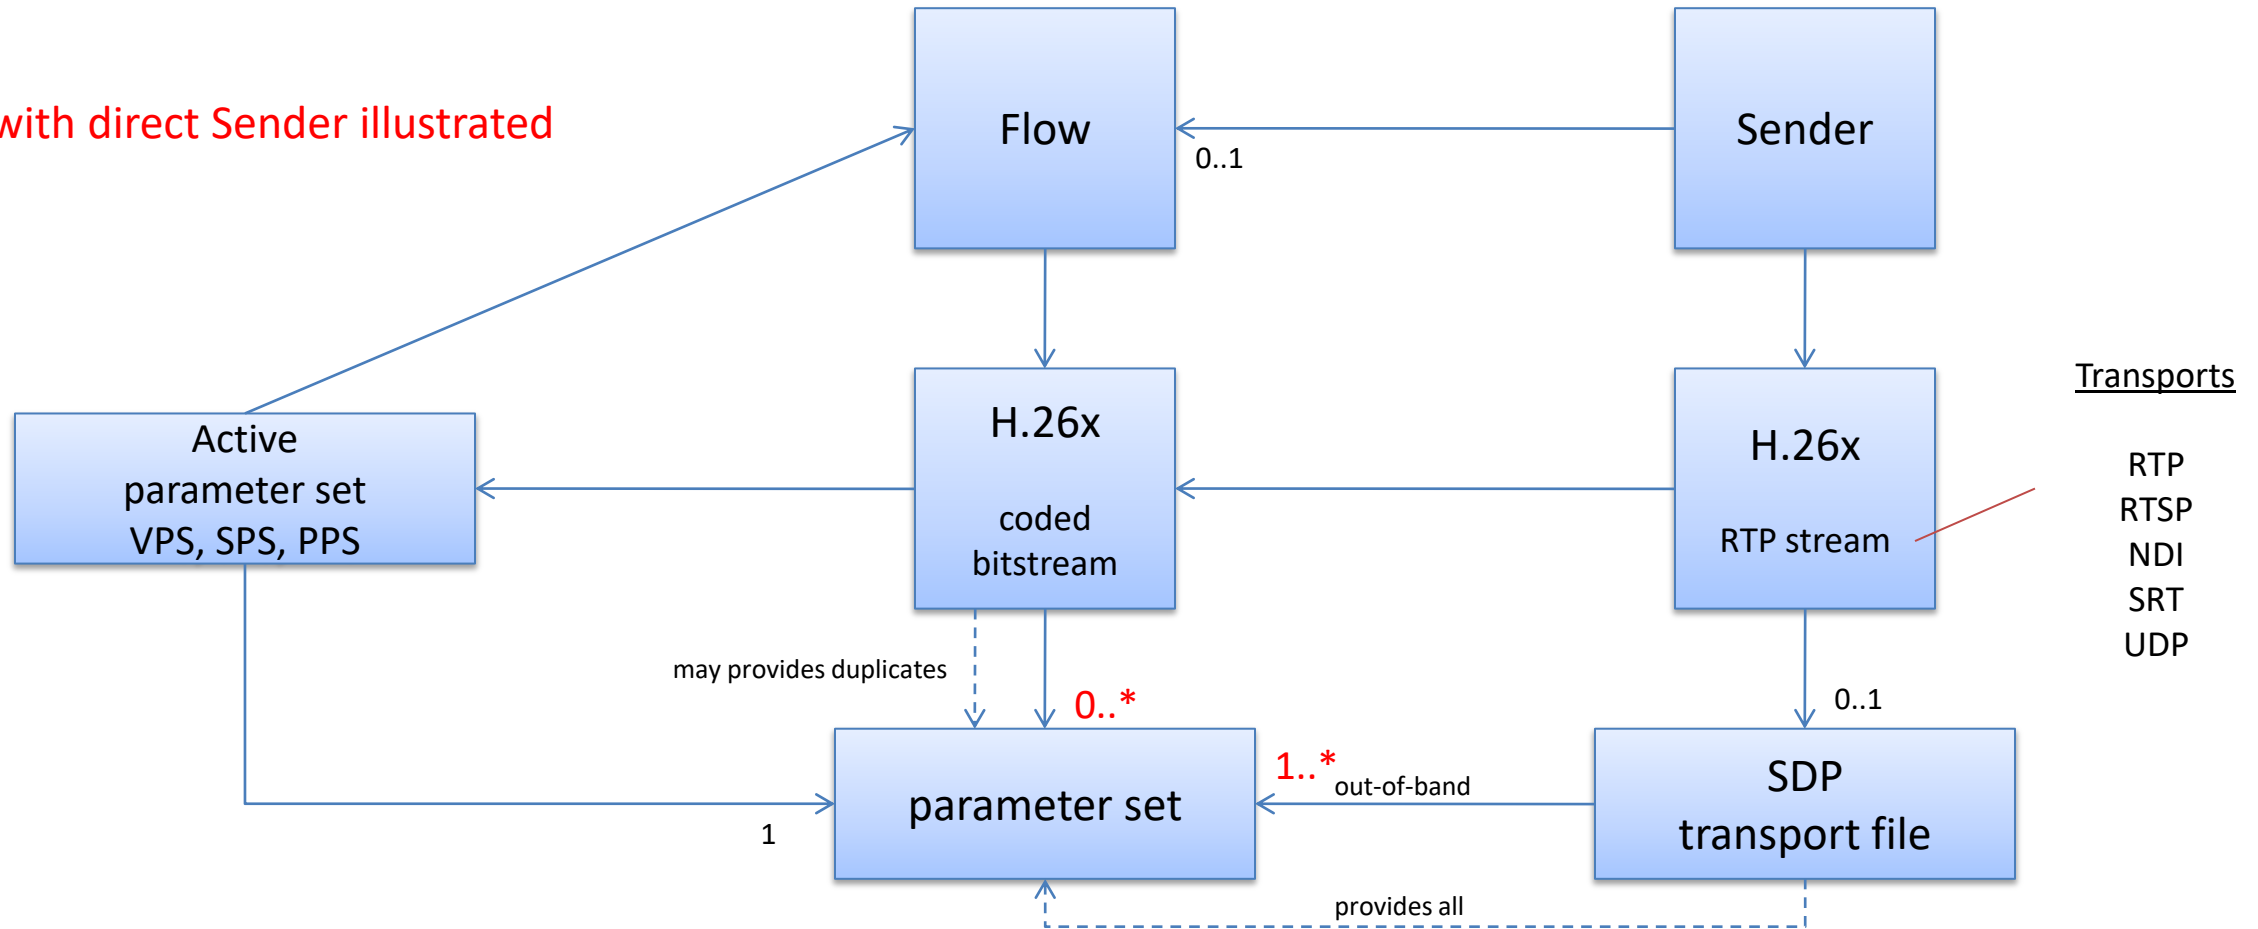 with direct Sender illustrated
Flow
0..1
Sender
Active
parameter set
VPS, SPS, PPS
H.26x
coded
bitstream
H.26x
RTP stream
Transports
RTP
RTSP
NDI
SRT
UDP
may provides duplicates
0..*
0..1
1
parameter set
1..*
out-of-band
SDP
transport file
provides all